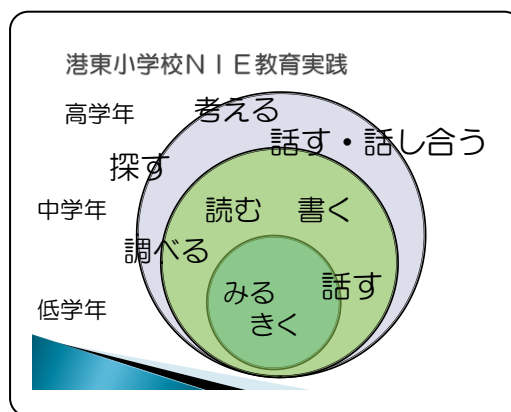 港東小学校ＮＩＥ教育実践
高学年
考える
話す・話し合う
探す
中学年
読む 書く
調べる
みる
話す
きく
低学年